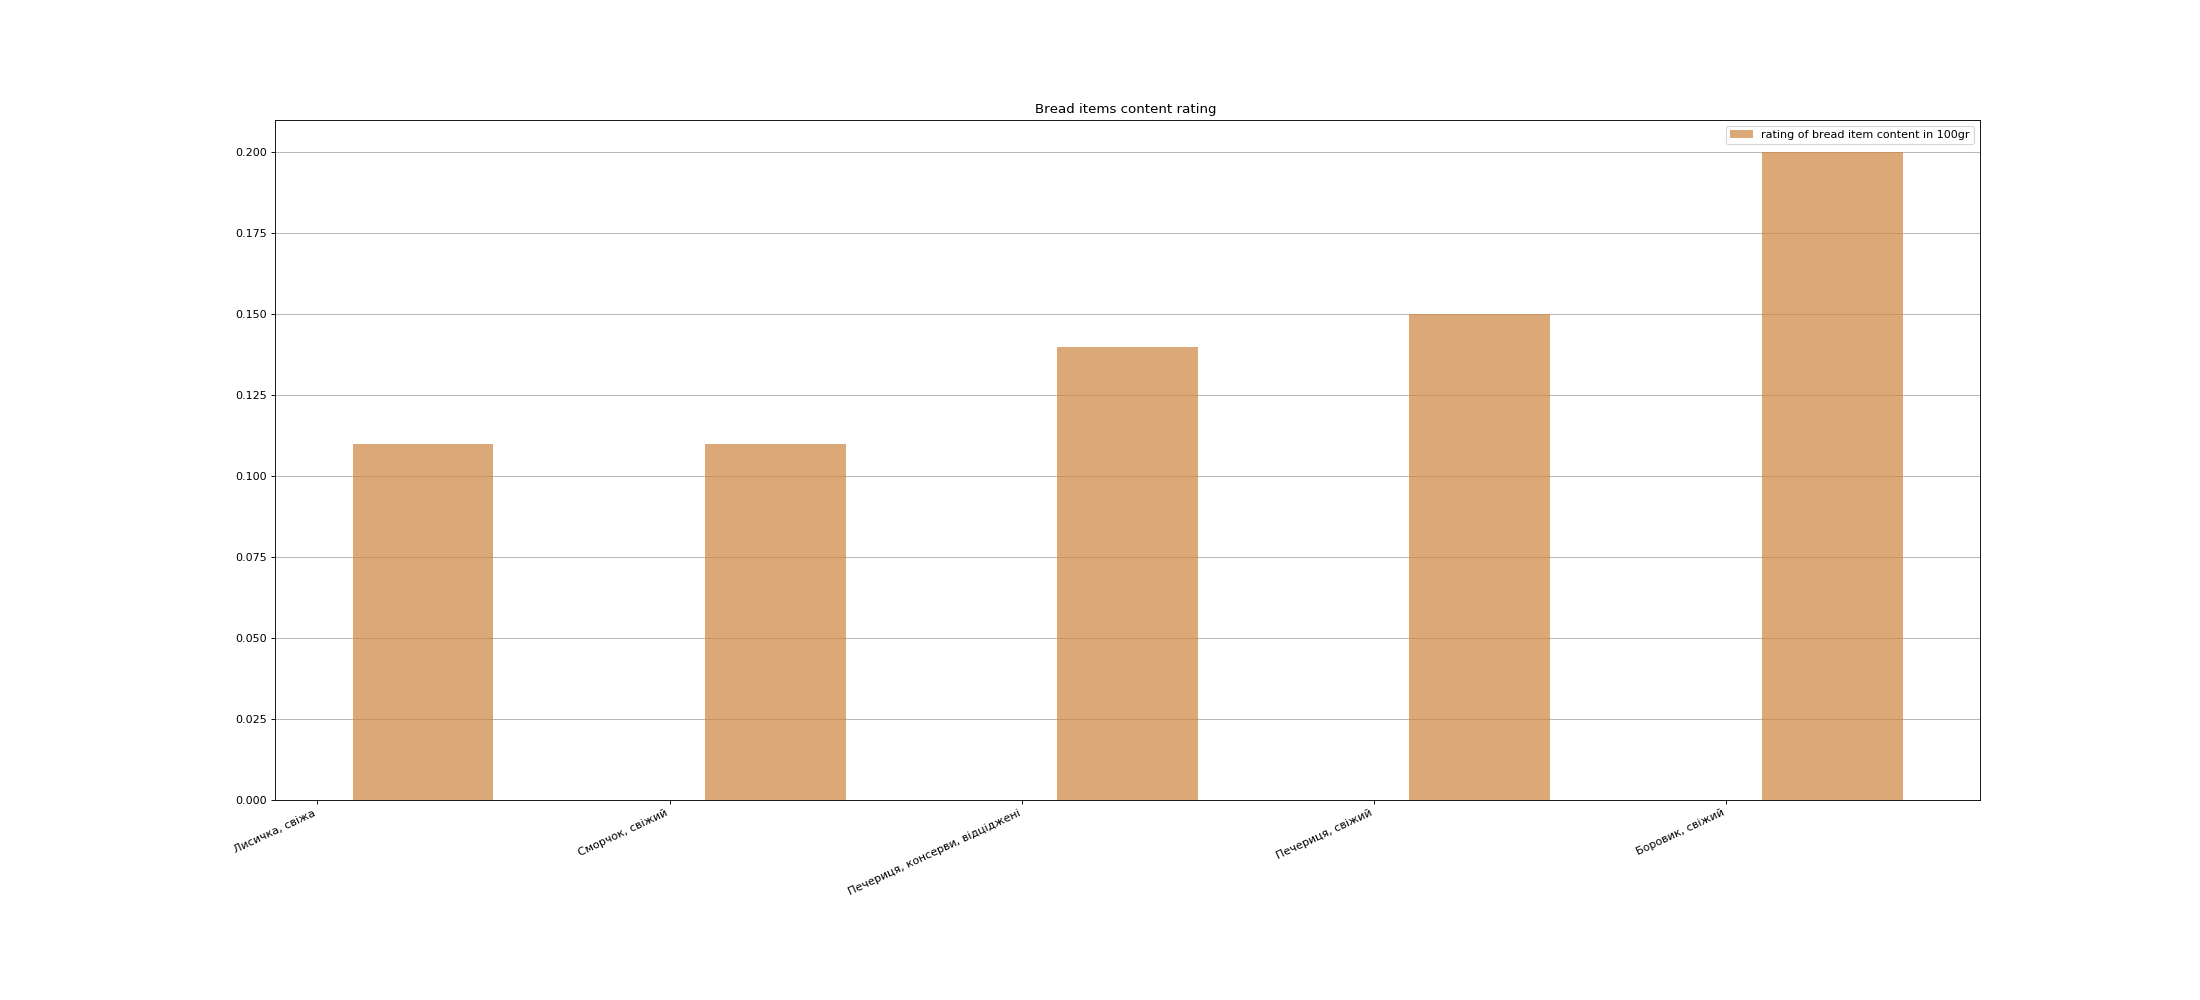 Bread items content rating
rating of bread item content in 100gr
0.200
0.175
0.150
0.125
0.100
0.075
0.050
0.025
0.000
Лисичка, свіжа
Сморчок, свіжий
Печериця, консерви, відціджені
Печериця, свіжий
Боровик, свіжий